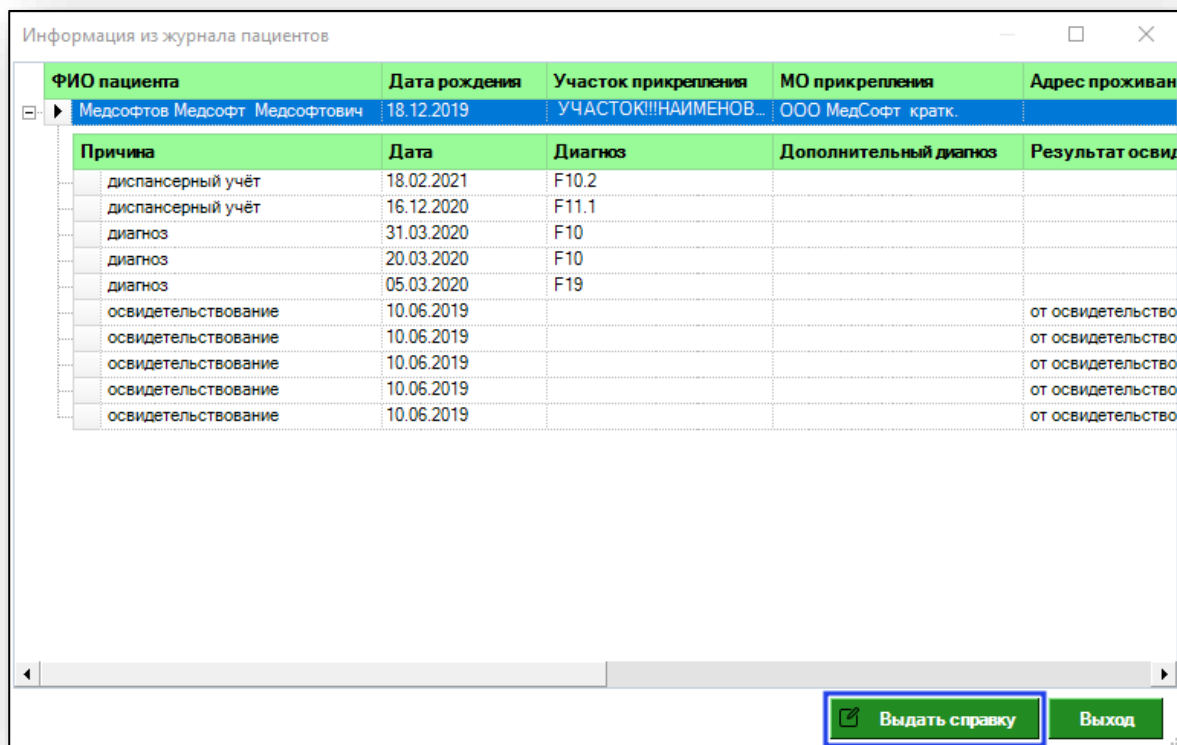 Информация из журнала пациентов
ФИО пациента Дата рождения Участок прикрепления МО прикрепления Адрес проживан
Медсофтов Медсофт Медсофтович 18.12.2019 УЧАСТОК!!!НАИМЕНОВ... ООО МедСофт кратк.
Причина Дата Диагноз Дополнительный диагноз Результат освид
диспансерный учёт 18.02.2021 F10.2
диспансерный учёт 16.12.2020 F11.1
диагноз 31.03.2020 F10
диагноз 20.03.2020 F10
диагноз 05.03.2020 F19
освидетельствование 10.06.2019 от освидетельство
освидетельствование 10.06.2019 от освидетельство
освидетельствование 10.06.2019 от освидетельство
освидетельствование 10.06.2019 от освидетельство
освидетельствование 10.06.2019 от освидетельство
Выдать справку Выход